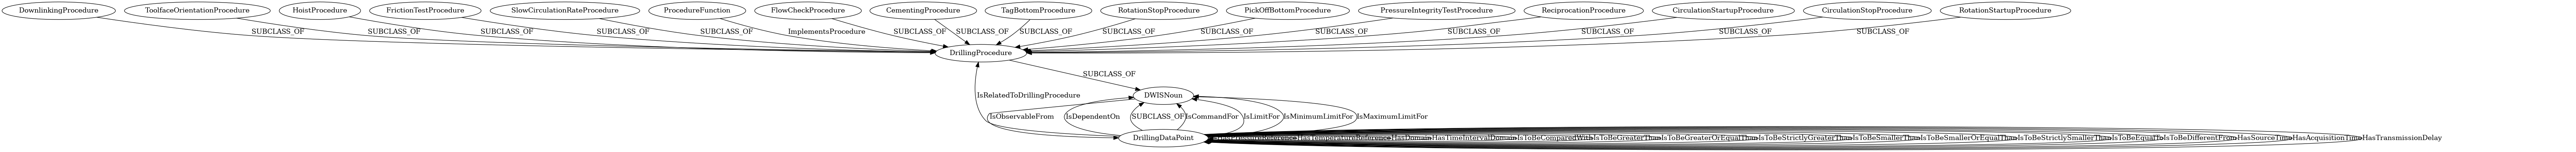 DownlinkingProcedure ToolfaceOrientationProcedure HoistProcedure FrictionTestProcedure SlowCirculationRateProcedure ProcedureFunction FlowCheckProcedure CementingProcedure TagBottomProcedure RotationStopProcedure PickOffBottomProcedure PressureIntegrityTestProcedure ReciprocationProcedure CirculationStartupProcedure CirculationStopProcedure RotationStartupProcedure
SUBCLASS_OF SUBCLASS_OF SUBCLASS_OF SUBCLASS_OF SUBCLASS_OF ImplementsProcedure SUBCLASS_OF SUBCLASS_OF SUBCLASS_OF SUBCLASS_OF SUBCLASS_OF SUBCLASS_OF SUBCLASS_OF SUBCLASS_OF SUBCLASS_OF SUBCLASS_OF
DrillingProcedure
SUBCLASS_OF
IsRelatedToDrillingProcedure DWISNoun
IsObservableFrom IsDependentOn SUBCLASS_OF IsCommandFor IsLimitFor IsMinimumLimitFor IsMaximumLimitFor
DrillingDataPoint HasDomain HasTimeIntervalDomain IsToBeComparedWith IsToBeGreaterThan IsToBeGreaterOrEqualThan IsToBeStrictlyGreaterThan IsToBeSmallerThan IsToBeSmallerOrEqualThan IsToBeStrictlySmallerThan IsToBeEqualTo IsToBeDifferentFrom HasSourceTime HasAcquisitionTime HasTransmissionDelay